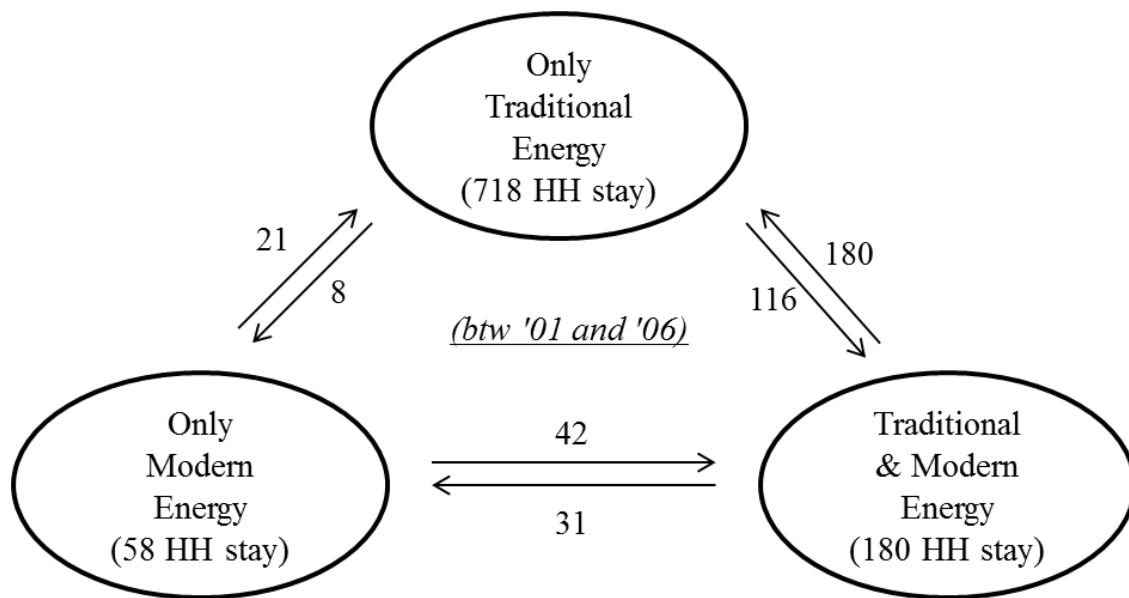 Only
Traditional
Energy
(718 HH stay)
21
8
180
116
(btw '01 and '06)
Only
Modern
Energy
(58 HH stay)
42
31
Traditional
& Modern
Energy
(180 HH stay)